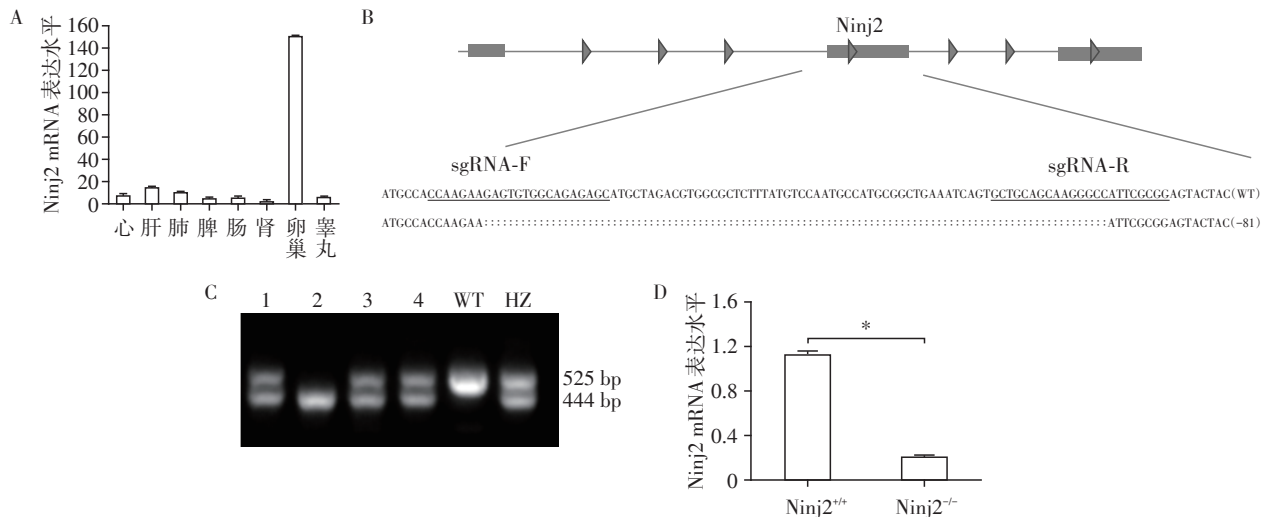 A
Ninj2 mRNA 表达水平
160
140
120
100
80
60
40
20
0
心 肝 肺 脾 肠 肾 卵巢 睾丸
B
Ninj2
sgRNA-F
sgRNA-R
ATGCCACCAAGAAGAGTGTGGCAGAGAGCATGCTAGACGTGGCGCTCTTTATGTCCAATGCCATGCGGCTGAAATCAGTGCTGCAGCAAGGGCCATTCGCGGAGTACTAC(WT)
ATGCCACCAAGAA::::::::::::::::::::::::::::::::::::::::::::::::::::::::::::::::::::::::::::::::::ATTCGCGGAGTACTAC(-81)
C
1 2 3 4 WT HZ
525 bp
444 bp
D
Ninj2 mRNA 表达水平
1.6
1.2
0.8
0.4
0
*
Ninj2+/+ Ninj2−/−